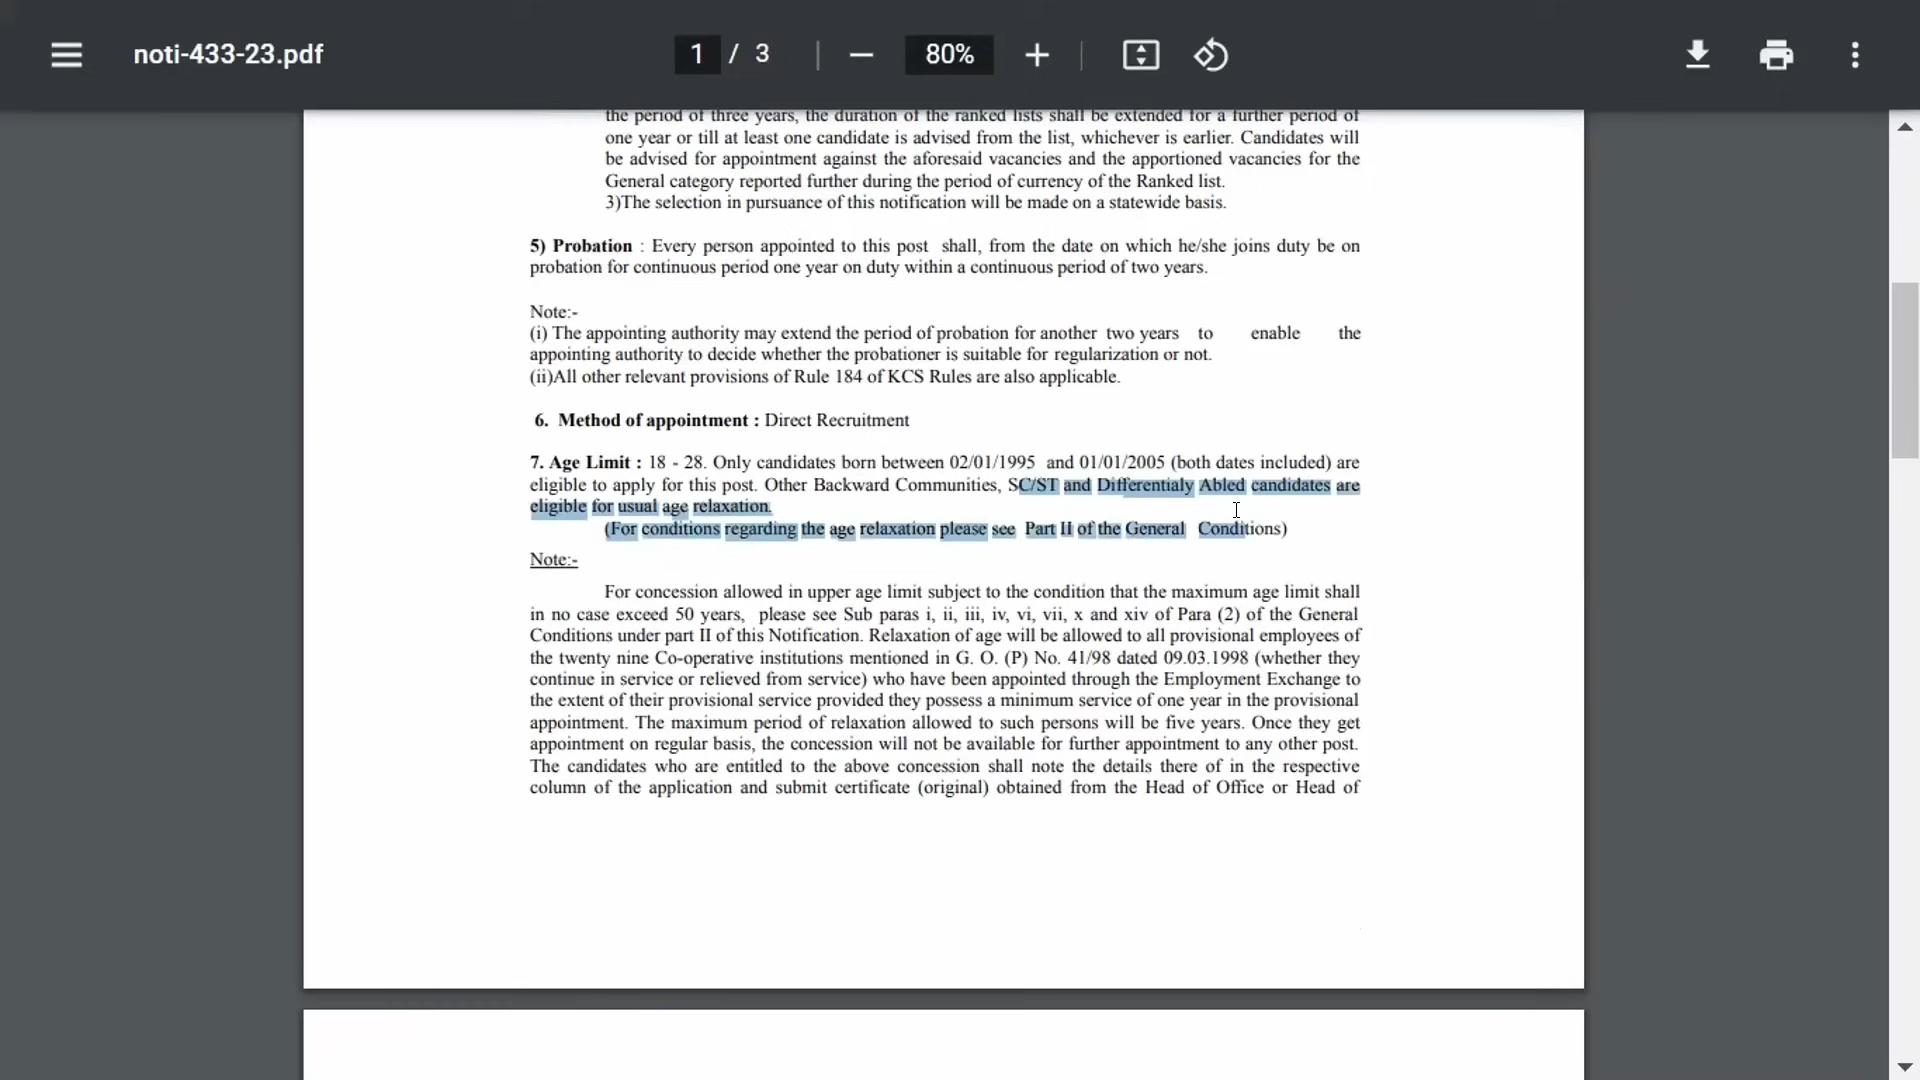 noti-433-23.pdf
1 / 3
80%
the period of three years, the duration of the ranked lists shall be extended for a further period of
one year or till at least one candidate is advised from the list, whichever is earlier. Candidates will
be advised for appointment against the aforesaid vacancies and the apportioned vacancies for the
General category reported further during the period of currency of the Ranked list.
3)The selection in pursuance of this notification will be made on a statewide basis.
5) Probation : Every person appointed to this post shall, from the date on which he/she joins duty be on
probation for continuous period one year on duty within a continuous period of two years.
Note:-
(i) The appointing authority may extend the period of probation for another two years to enable the
appointing authority to decide whether the probationer is suitable for regularization or not.
(ii)All other relevant provisions of Rule 184 of KCS Rules are also applicable.
6. Method of appointment : Direct Recruitment
7. Age Limit : 18 - 28. Only candidates born between 02/01/1995 and 01/01/2005 (both dates included) are
eligible to apply for this post. Other Backward Communities, SC/ST and Differentialy Abled candidates are
eligible for usual age relaxation.
(For conditions regarding the age relaxation please see Part II of the General Conditions)
Note:-
For concession allowed in upper age limit subject to the condition that the maximum age limit shall
in no case exceed 50 years, please see Sub paras i, ii, iii, iv, vi, vii, x and xiv of Para (2) of the General
Conditions under part II of this Notification. Relaxation of age will be allowed to all provisional employees of
the twenty nine Co-operative institutions mentioned in G. O. (P) No. 41/98 dated 09.03.1998 (whether they
continue in service or relieved from service) who have been appointed through the Employment Exchange to
the extent of their provisional service provided they possess a minimum service of one year in the provisional
appointment. The maximum period of relaxation allowed to such persons will be five years. Once they get
appointment on regular basis, the concession will not be available for further appointment to any other post.
The candidates who are entitled to the above concession shall note the details there of in the respective
column of the application and submit certificate (original) obtained from the Head of Office or Head of